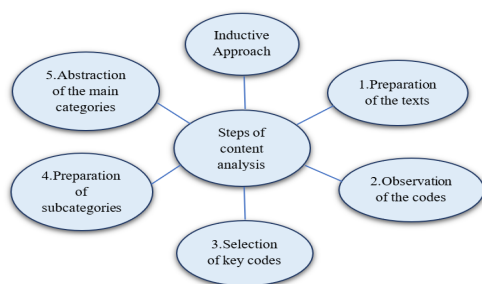 Inductive
Approach
1.Preparation
of the texts
2.Observation
of the codes
3.Selection
of key codes
4.Preparation
of
subcategories
5.Abstraction
of the main
categories
Steps of
content
analysis